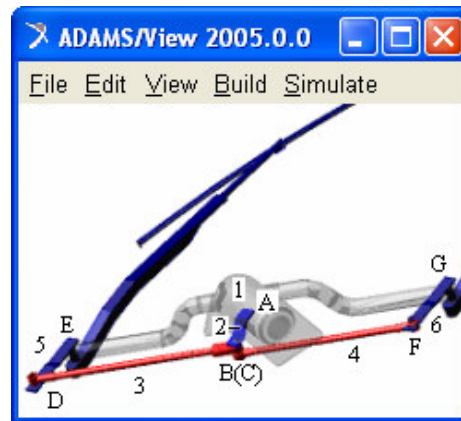 ADAMS/View 2005.0.0
File Edit View Build Simulate
G
1
A
E
2
5
6
F
4
B(C)
3
D